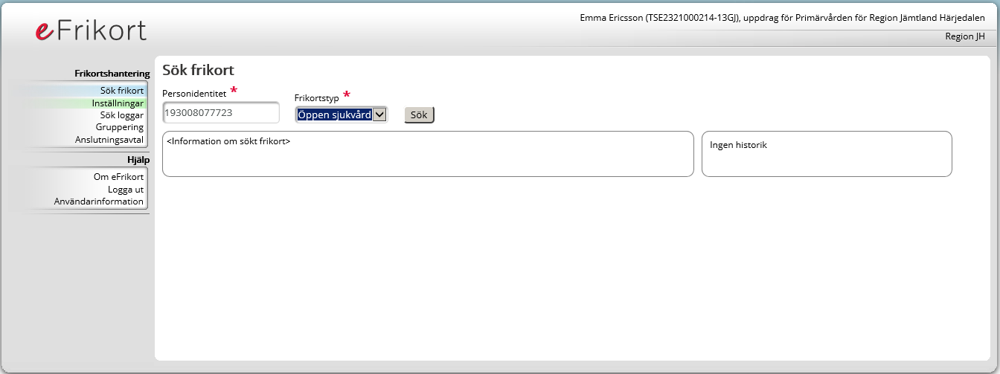 eFrikort
Emma Ericsson (TSE2321000214-13GJ), uppdrag för Primärvården för Region Jämtland Härjedalen
Region JH
Frikortshantering
Sök frikort
Inställningar
Sök loggar
Gruppering
Anslutningsavtal
Hjälp
Om eFrikort
Logga ut
Användarinformation
Sök frikort
Personidentitet *
Frikortstyp *
193008077723
Öppen sjukvård
Sök
<Information om sökt frikort>
Ingen historik